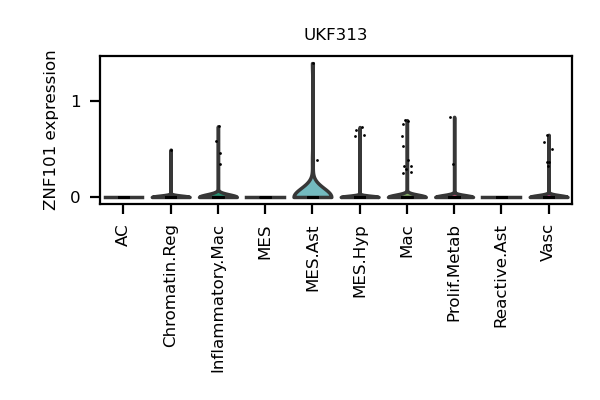 UKF313
ZNF101 expression
1
0
AC
Chromatin.Reg
Inflammatory.Mac
MES
MES.Ast
MES.Hyp
Mac
Prolif.Metab
Reactive.Ast
Vasc